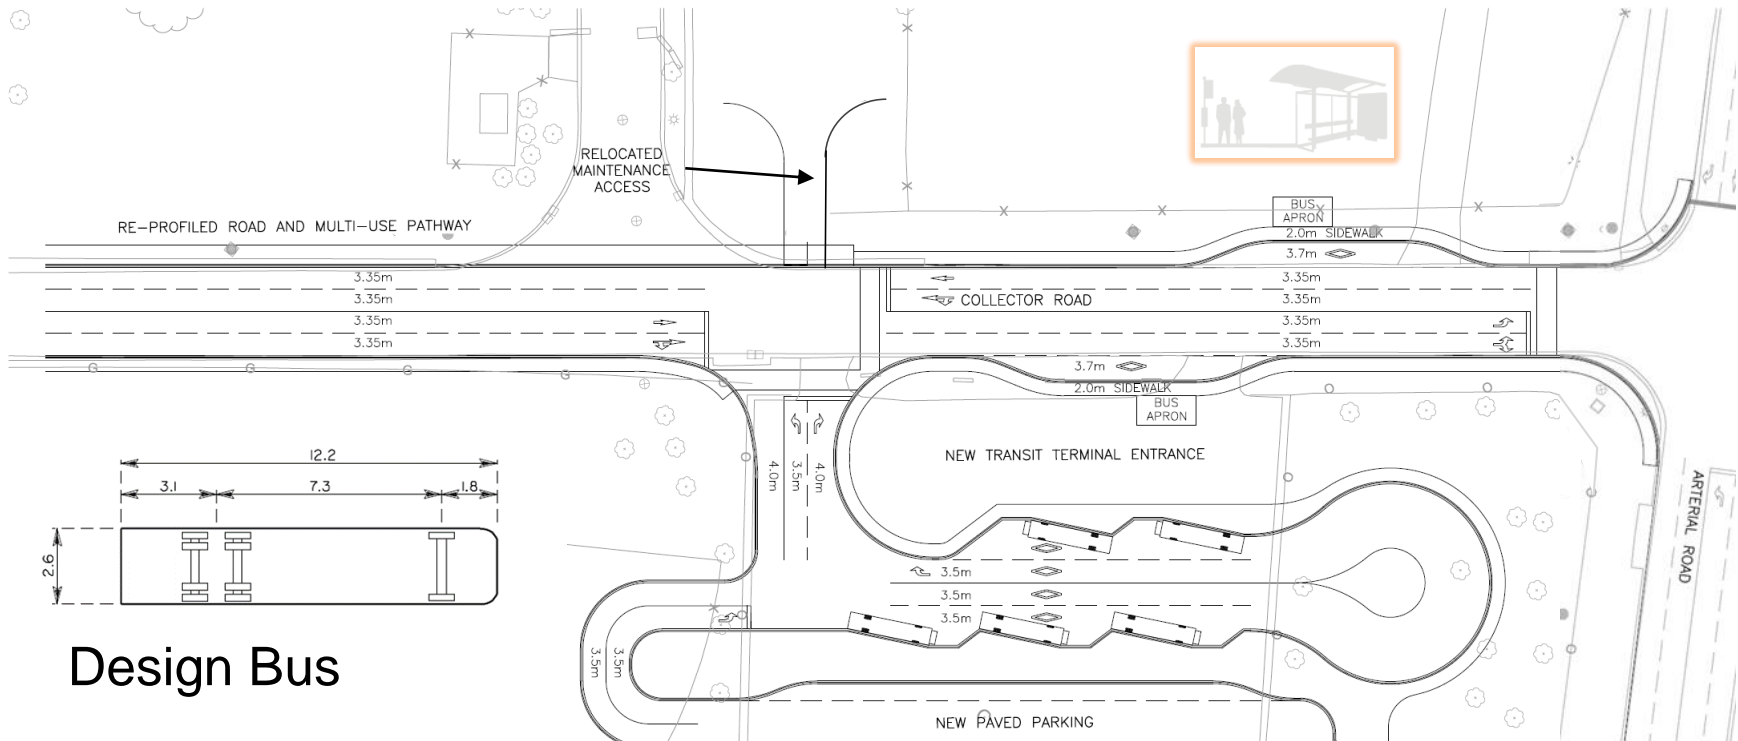 RELOCATED
MAINTENANCE
ACCESS
RE-PROFILED ROAD AND MULTI-USE PATHWAY
BUS
APRON
2.0m SIDEWALK
3.7m
3.35m
3.35m
3.35m
3.35m
COLLECTOR ROAD
3.35m
3.35m
3.35m
3.35m
3.7m
2.0m SIDEWALK
BUS
APRON
G
G
G
G
NEW TRANSIT TERMINAL ENTRANCE
4.0m
3.5m
4.0m
ARTERIAL ROAD
12.2
3.1
7.3
1.8
2.6
3.5m
3.5m
3.5m
3.5m
3.5m
Design Bus
NEW PAVED PARKING